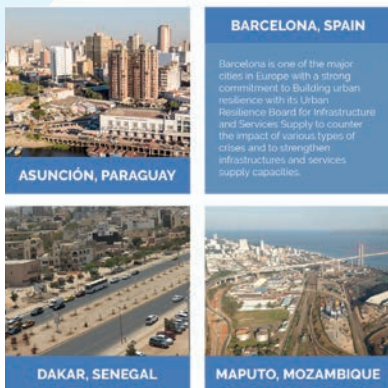 ASUNCIÓN, PARAGUAY
BARCELONA, SPAIN
Barcelona is one of the major
cities in Europe with a strong
commitment to Building urban
resilience with its Urban
Resilience Board for Infrastructure
and Services Supply to counter
the impact of various types of
crises and to strengthen
infrastructures and services
supply capacities.
DAKAR, SENEGAL
MAPUTO, MOZAMBIQUE